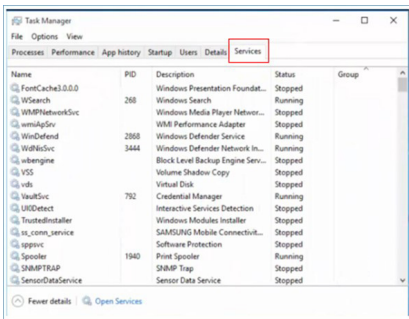 Task Manager
File Options View
Processes Performance App history Startup Users Details Services
Name PID Description Status Group
FontCache3.0.0.0 Windows Presentation Foundat... Stopped
WSearch 268 Windows Search Running
WMPNetworkSvc Windows Media Player Networ... Stopped
wmiApSrv WMI Performance Adapter Stopped
WinDefend 2868 Windows Defender Service Running
WdNisSvc 3444 Windows Defender Network In... Running
wbengine Block Level Backup Engine Serv... Stopped
VSS Volume Shadow Copy Stopped
vds Virtual Disk Stopped
VaultSvc 792 Credential Manager Running
UI0Detect Interactive Services Detection Stopped
TrustedInstaller Windows Modules Installer Stopped
ss_conn_service SAMSUNG Mobile Connectivit... Stopped
sppsvc Software Protection Stopped
Spooler 1940 Print Spooler Running
SNMPTRAP SNMP Trap Stopped
SensorDataService Sensor Data Service Stopped
Fewer details Open Services